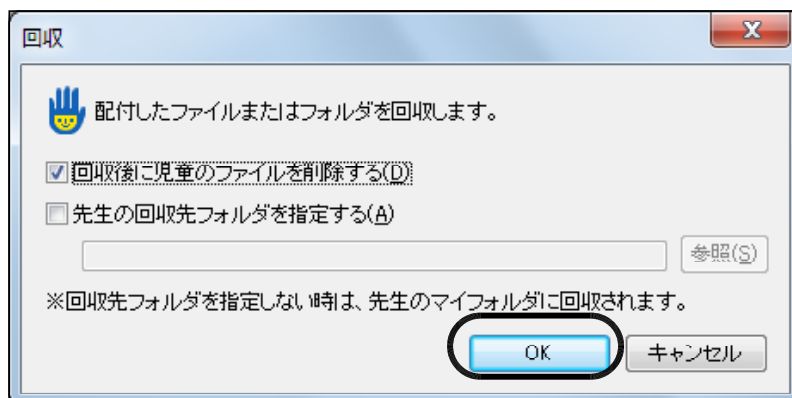 回収
配付したファイルまたはフォルダを回収します。
回収後に児童のファイルを削除する(D)
先生の回収先フォルダを指定する(A)
参照(S)
※回収先フォルダを指定しない時は、先生のマイフォルダに回収されます。
OK キャンセル